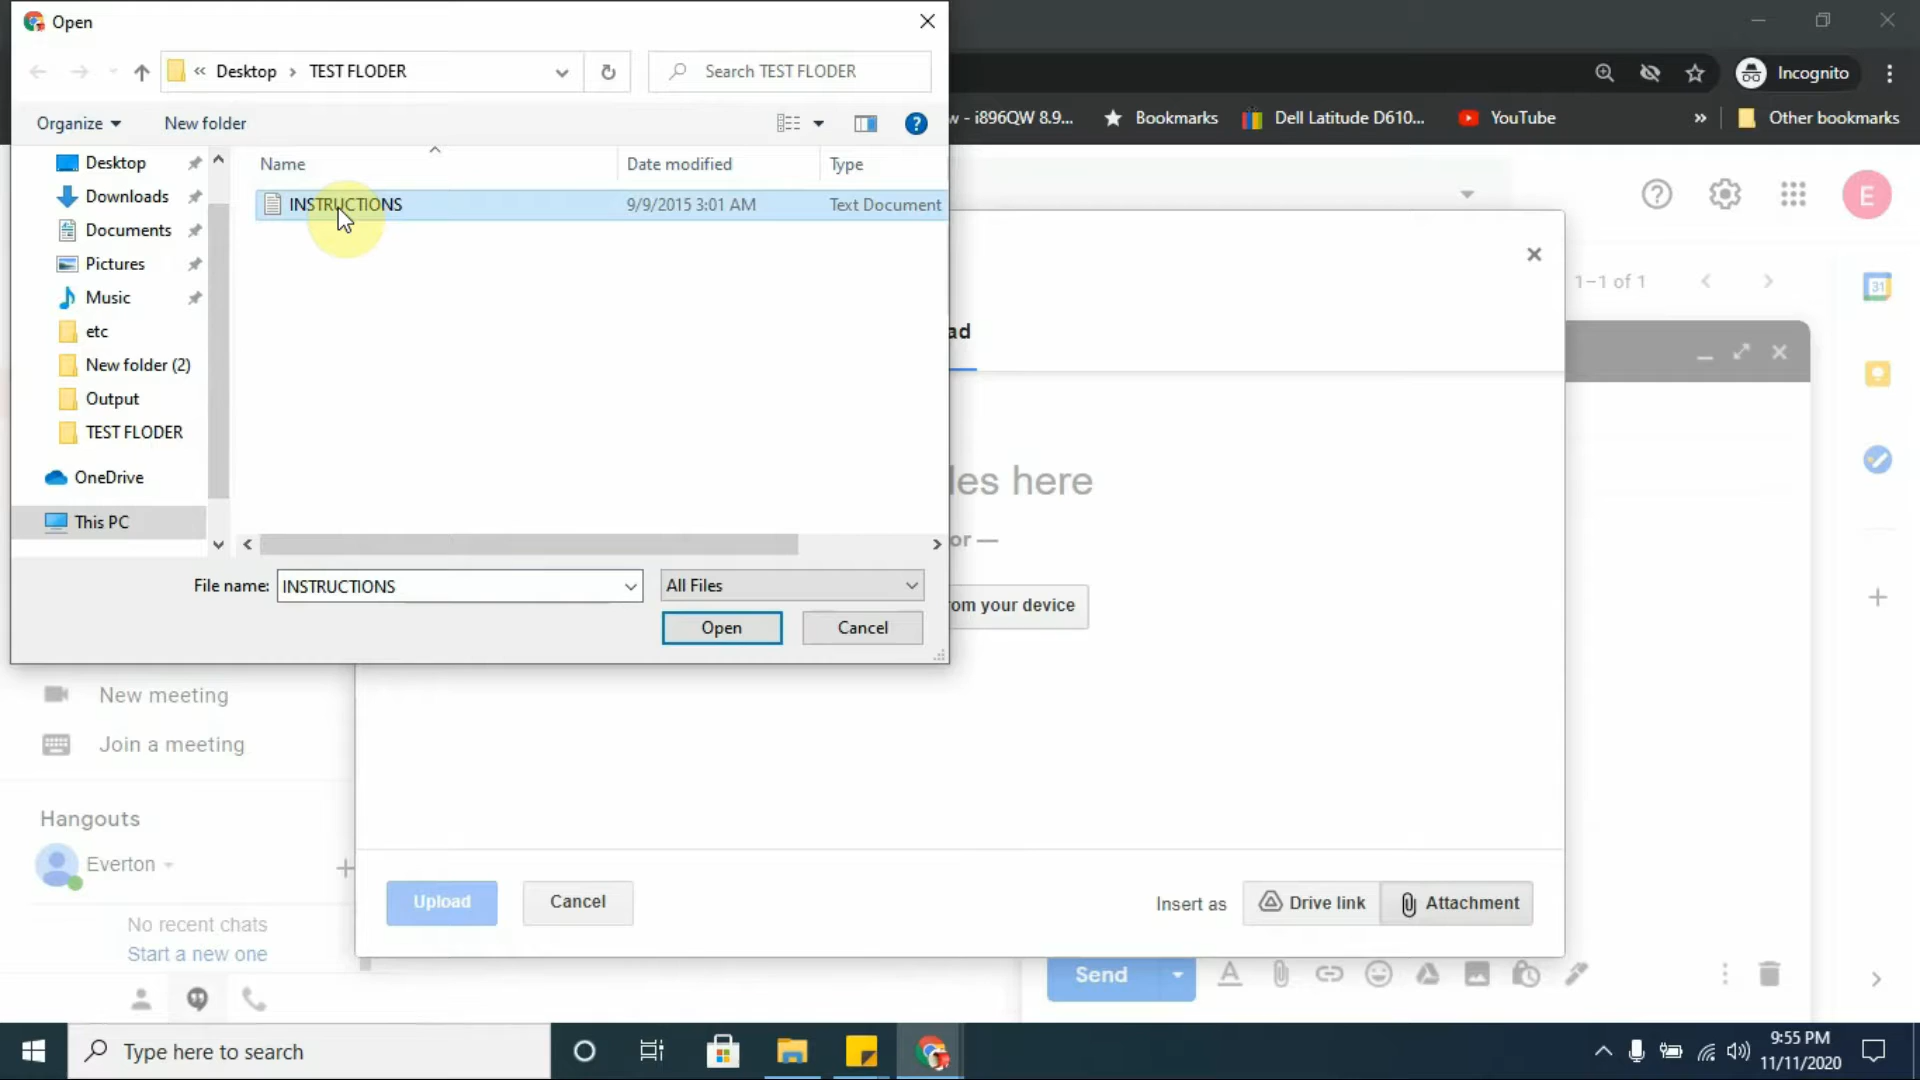 Open
Desktop
TEST FLODER
Search TEST FLODER
Organize
New folder
Name
Date modified
Type
INSTRUCTIONS
9/9/2015 3:01 AM
Text Document
Desktop
Downloads
Documents
Pictures
Music
etc
New folder (2)
Output
TEST FLODER
OneDrive
This PC
File name:
INSTRUCTIONS
All Files
Open
Cancel
Incognito
w - i896QW 8.9...
Bookmarks
Dell Latitude D610...
YouTube
»
Other bookmarks
E
1–1 of 1
31
ad
les here
or —
om your device
New meeting
Join a meeting
Hangouts
Everton
No recent chats
Start a new one
Upload
Cancel
Insert as
Drive link
Attachment
Send
Type here to search
9:55 PM
11/11/2020